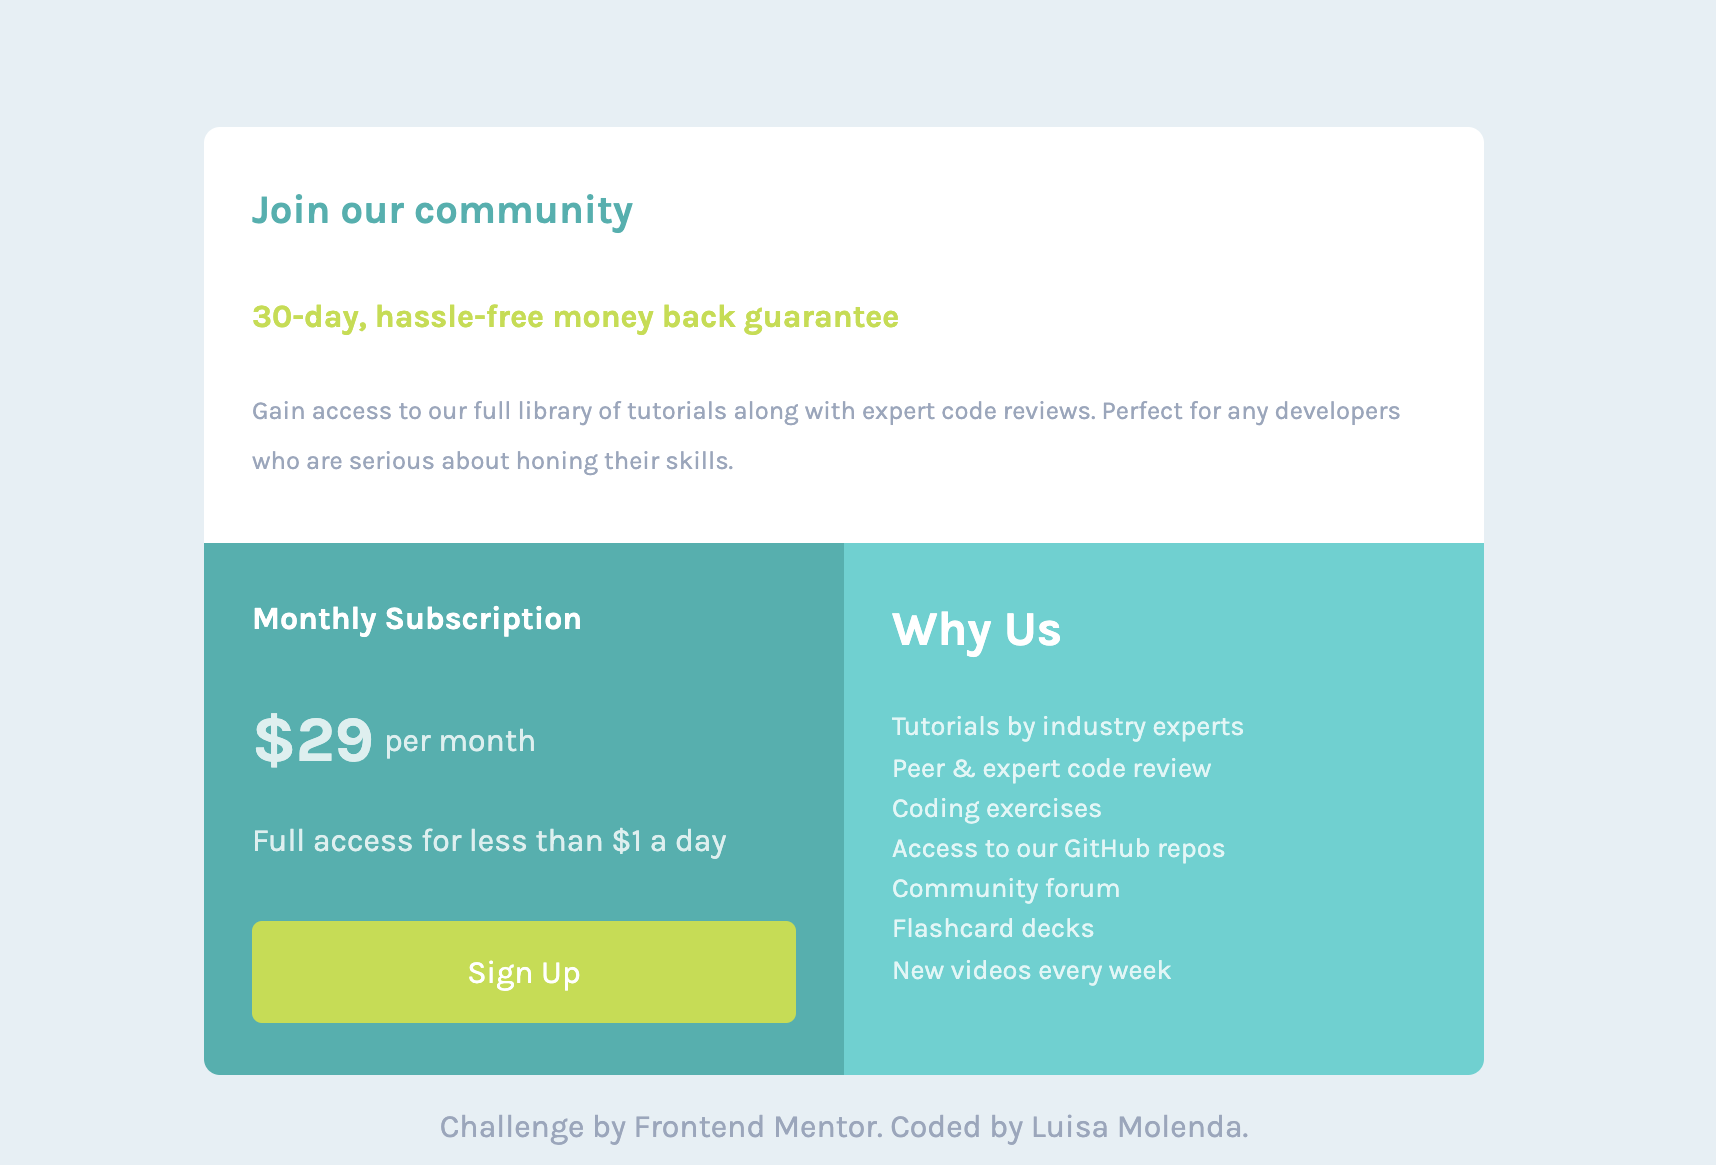 Join our community
30-day, hassle-free money back guarantee
Gain access to our full library of tutorials along with expert code reviews. Perfect for any developers
who are serious about honing their skills.
Monthly Subscription
$29 per month
Full access for less than $1 a day
Sign Up
Why Us
Tutorials by industry experts
Peer & expert code review
Coding exercises
Access to our GitHub repos
Community forum
Flashcard decks
New videos every week
Challenge by Frontend Mentor. Coded by Luisa Molenda.